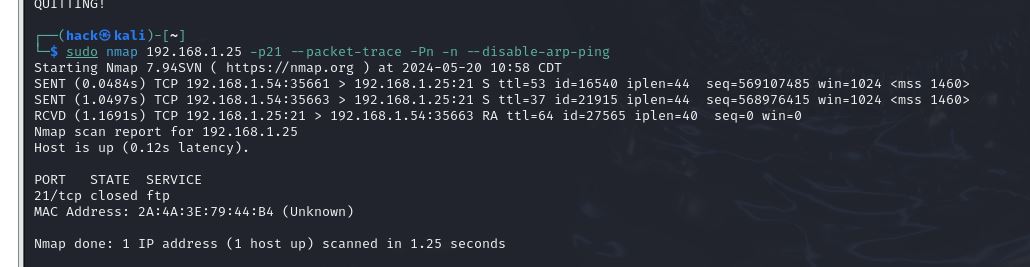 QUITTING!
┌──(hack㉿kali)-[~]
└─$ sudo nmap 192.168.1.25 -p21 --packet-trace -Pn -n --disable-arp-ping
Starting Nmap 7.94SVN ( https://nmap.org ) at 2024-05-20 10:58 CDT
SENT (0.0484s) TCP 192.168.1.54:35661 > 192.168.1.25:21 S ttl=53 id=16540 iplen=44  seq=569107485 win=1024 <mss 1460>
SENT (1.0497s) TCP 192.168.1.54:35663 > 192.168.1.25:21 S ttl=37 id=21915 iplen=44  seq=568976415 win=1024 <mss 1460>
RCVD (1.1691s) TCP 192.168.1.25:21 > 192.168.1.54:35663 RA ttl=64 id=27565 iplen=40  seq=0 win=0
Nmap scan report for 192.168.1.25
Host is up (0.12s latency).
PORT   STATE  SERVICE
21/tcp closed ftp
MAC Address: 2A:4A:3E:79:44:B4 (Unknown)
Nmap done: 1 IP address (1 host up) scanned in 1.25 seconds